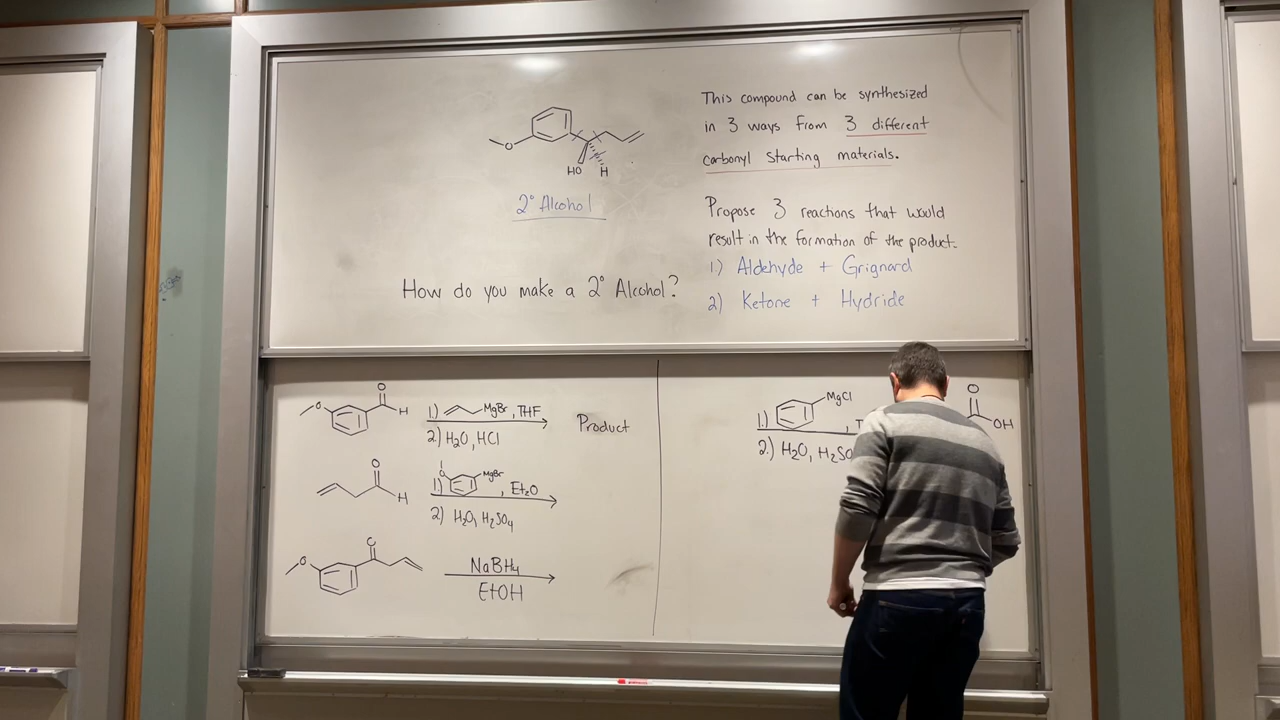 This compound can be synthesized
in 3 ways from 3 different
carbonyl starting materials.
O
HO
H
2° Alcohol
Propose 3 reactions that would
result in the formation of the product.
1) Aldehyde + Grignard
How do you make a 2° Alcohol?
2) Ketone + Hydride
O
O
H
1) MgBr, THF
2) H2O, HCl
Product
O
H
O
1) MgBr, Et2O
2) H2O, H2SO4
O
NaBH4
EtOH
1) MgCl
2.) H2O, H2SO
O
OH